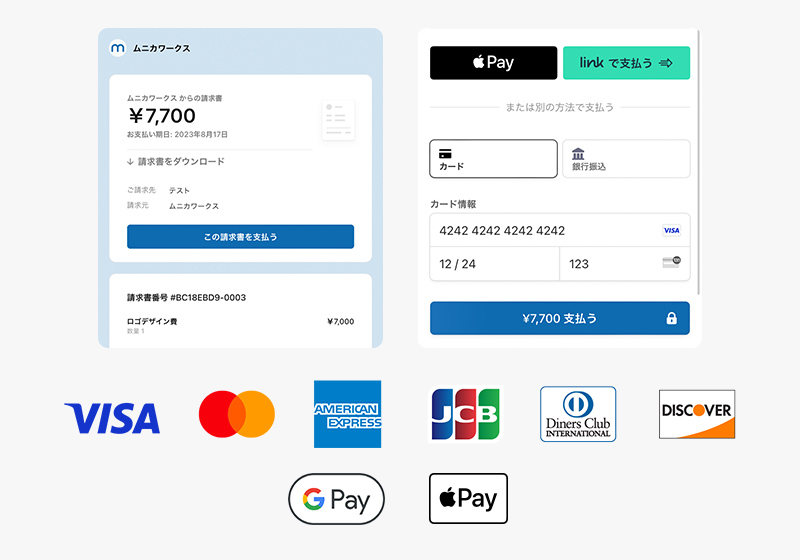 m ムニカワークス
ムニカワークス からの請求書
¥7,700
お支払い期日: 2023年8月17日
↓ 請求書をダウンロード
ご請求先 テスト
請求元 ムニカワークス
この請求書を支払う
請求書番号 #BC18EBD9-0003
ロゴデザイン費 ¥7,000
数量 1
Pay
link で支払う
または別の方法で支払う
カード
銀行振込
カード情報
4242 4242 4242 4242 VISA
12 / 24
123
¥7,700 支払う
VISA
AMERICAN
EXPRESS
JCB
Diners Club
INTERNATIONAL
DISCOVER
G Pay
Pay